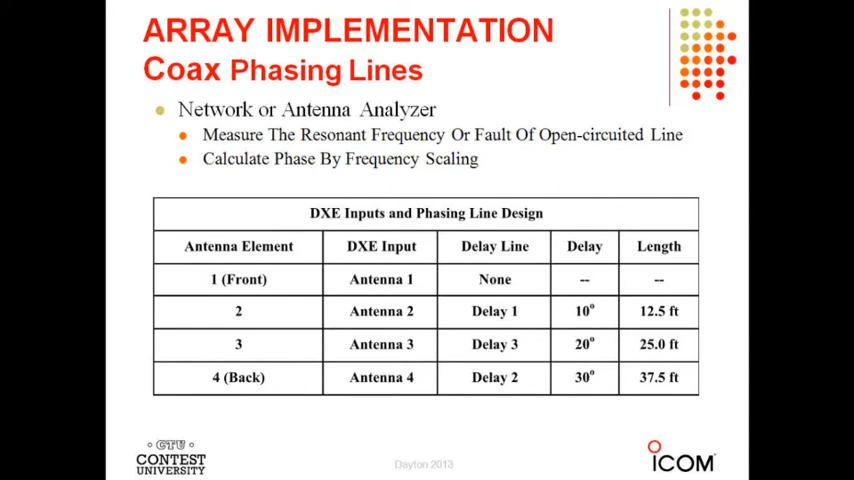 ARRAY IMPLEMENTATION
Coax Phasing Lines
Network or Antenna Analyzer
Measure The Resonant Frequency Or Fault Of Open-circuited Line
Calculate Phase By Frequency Scaling
DXE Inputs and Phasing Line Design
Antenna Element DXE Input Delay Line Delay Length
1 (Front) Antenna 1 None -- --
2 Antenna 2 Delay 1 10° 12.5 ft
3 Antenna 3 Delay 3 20° 25.0 ft
4 (Back) Antenna 4 Delay 2 30° 37.5 ft
CTU
CONTEST
UNIVERSITY
Dayton 2013
ICOM